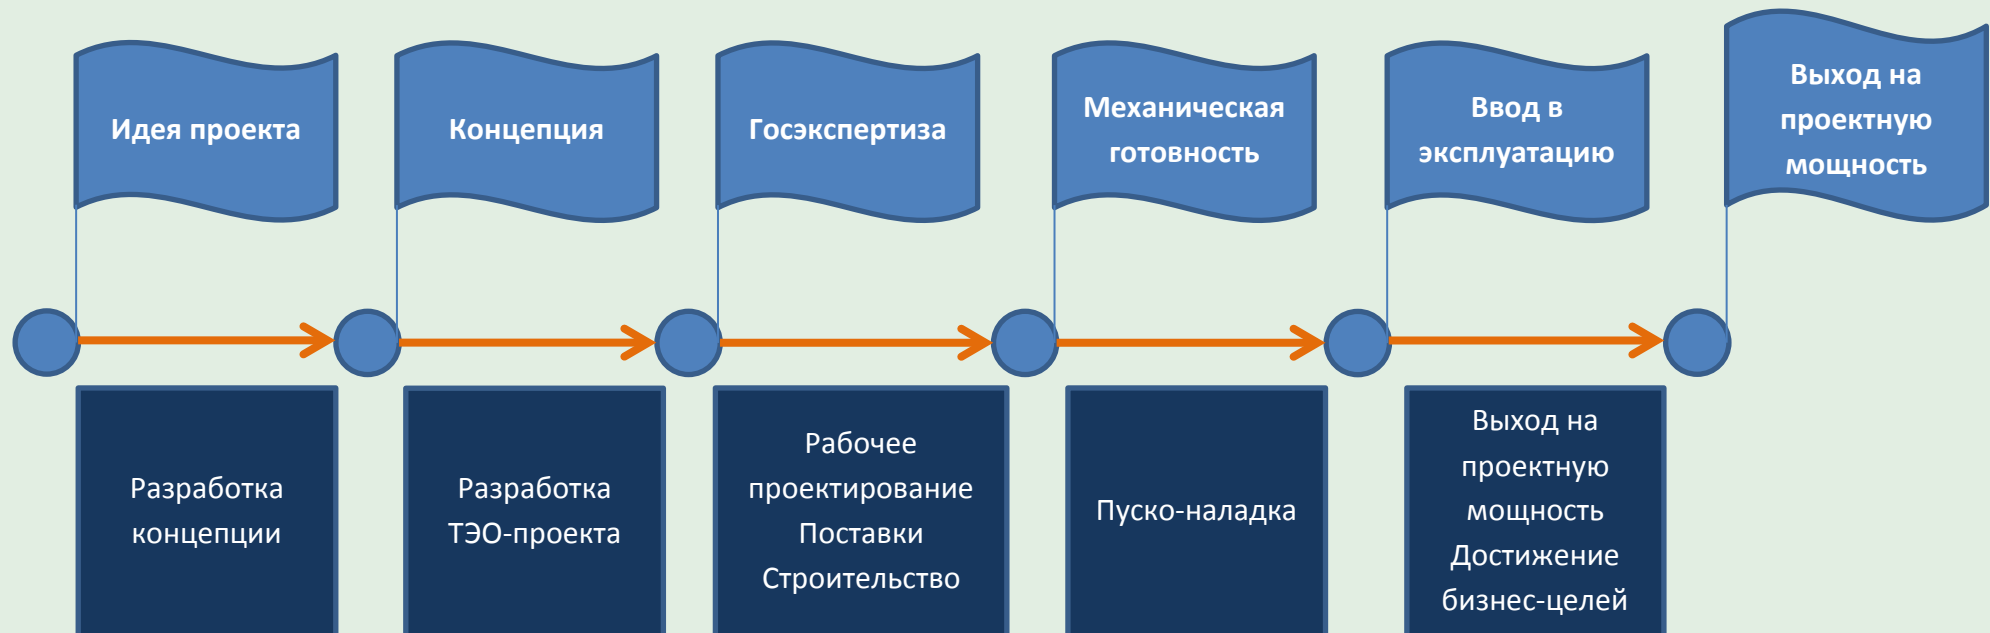 Идея проекта
Концепция
Госэкспертиза
Механическая
готовность
Ввод в
эксплуатацию
Выход на
проектную
мощность
Разработка
концепции
Разработка
ТЭО-проекта
Рабочее
проектирование
Поставки
Строительство
Пуско-наладка
Выход на
проектную
мощность
Достижение
бизнес-целей